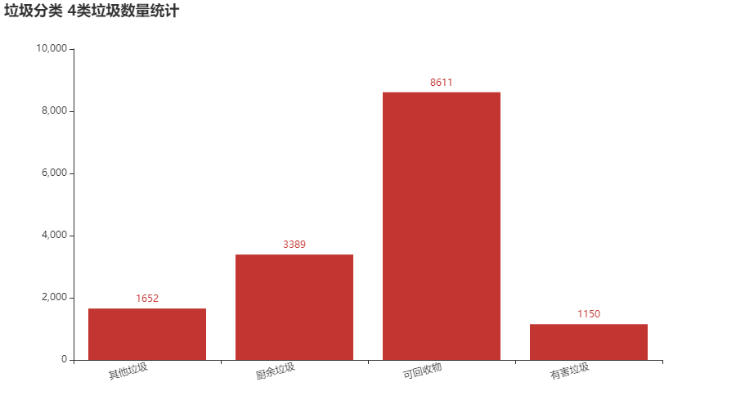 垃圾分类 4类垃圾数量统计
10,000
8,000
6,000
4,000
2,000
0
1652
3389
8611
1150
其他垃圾
厨余垃圾
可回收物
有害垃圾